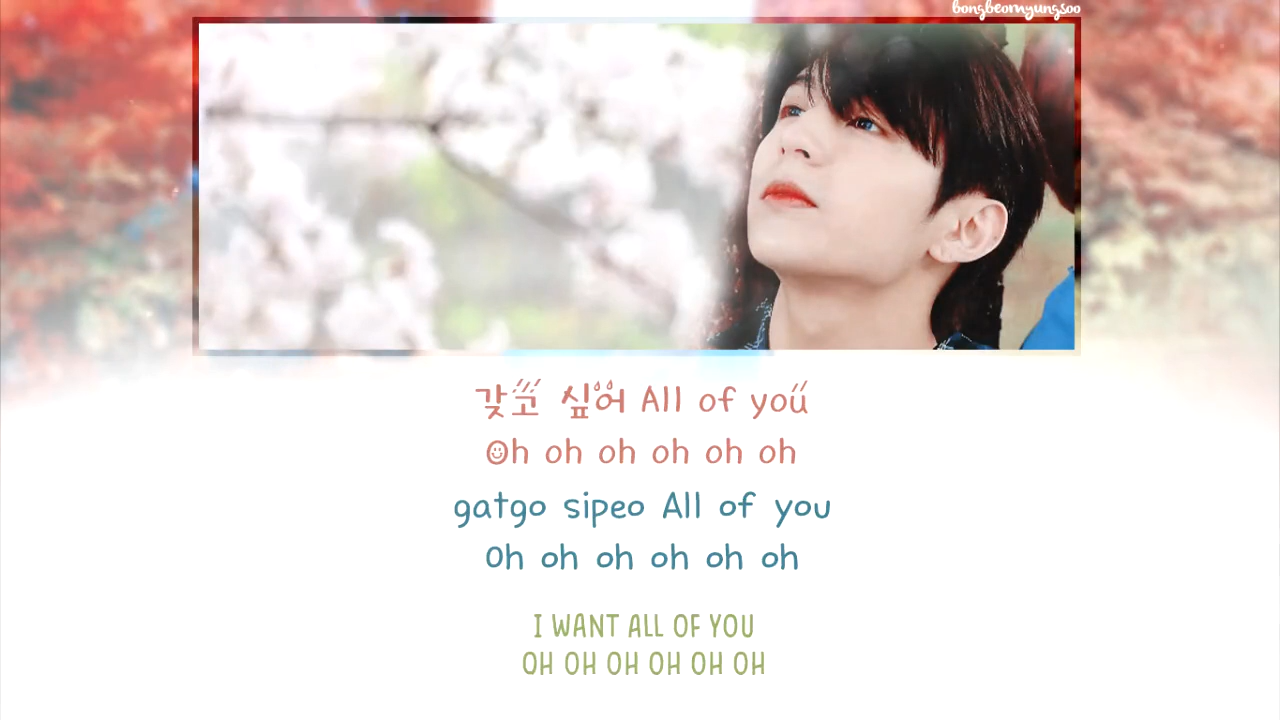 bongbeomyungsoo
갖고 싶어 All of you
Oh oh oh oh oh oh
gatgo sipeo All of you
Oh oh oh oh oh oh
I WANT ALL OF YOU
OH OH OH OH OH OH